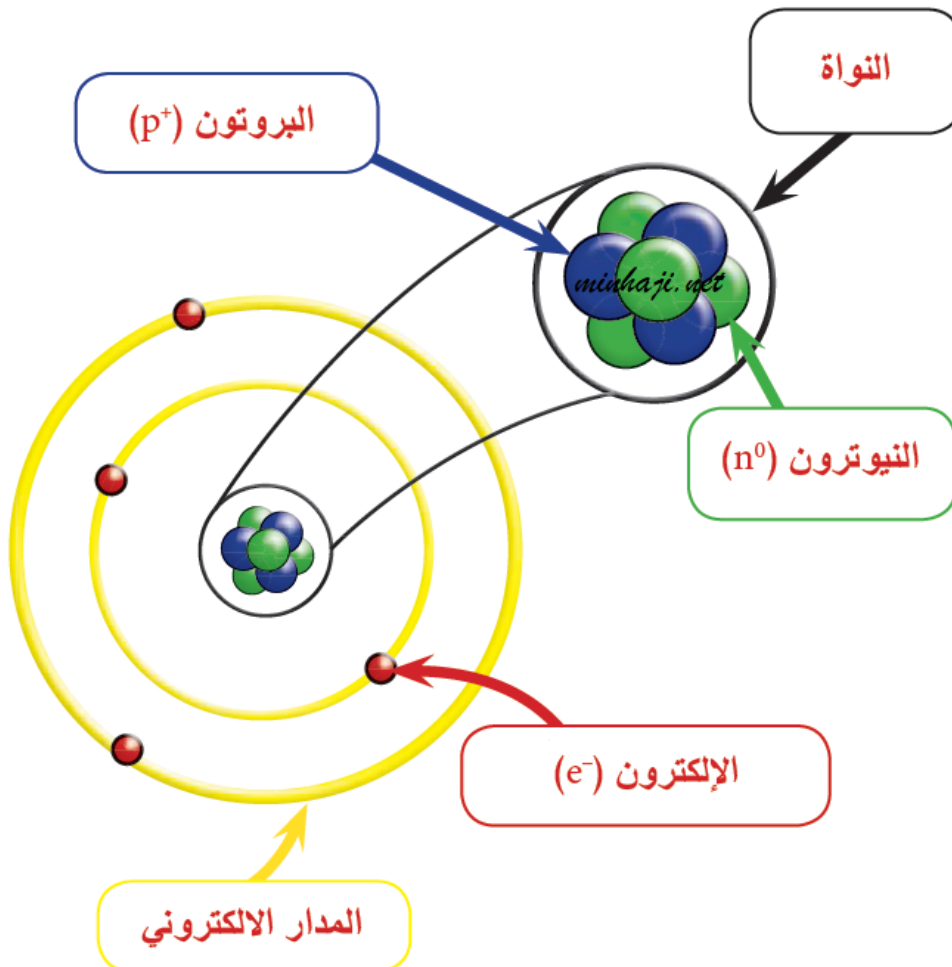 النواة
البروتون (p⁺)
minhaji.net
النيوترون (n⁰)
الإلكترون (e⁻)
المدار الالكتروني